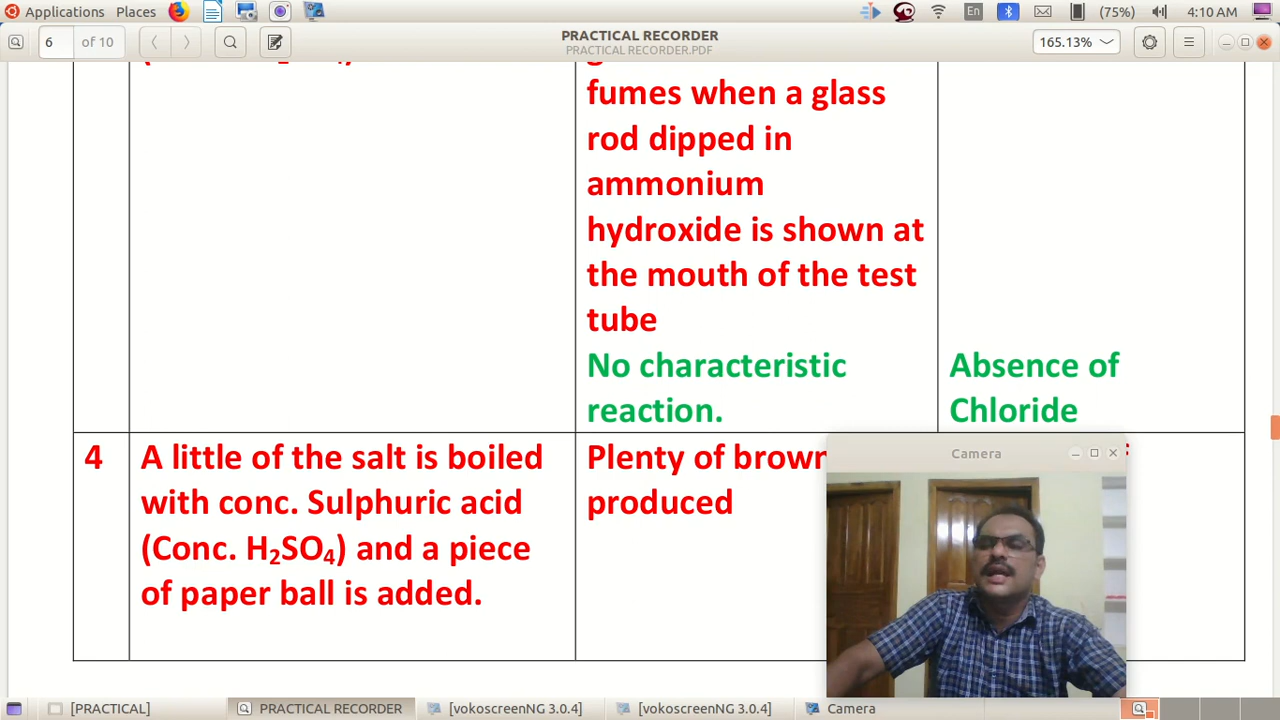 Applications Places En (75%) 4:10 AM
6 of 10 PRACTICAL RECORDER 165.13%
PRACTICAL RECORDER.PDF
fumes when a glass
rod dipped in
ammonium
hydroxide is shown at
the mouth of the test
tube
No characteristic Absence of
reaction. Chloride
4 A little of the salt is boiled Plenty of brown
with conc. Sulphuric acid produced
(Conc. H₂SO₄) and a piece
of paper ball is added.
Camera
[PRACTICAL] PRACTICAL RECORDER [vokoscreenNG 3.0.4] [vokoscreenNG 3.0.4] Camera